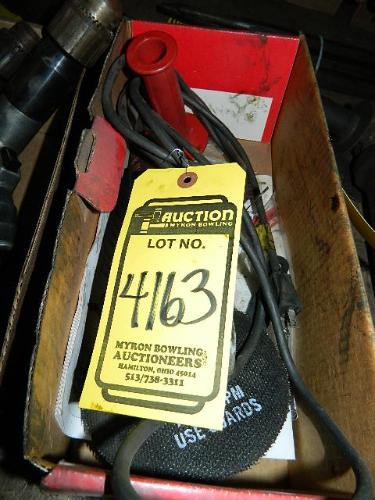 AUCTION
MYRON BOWLING
LOT NO.
4163
MYRON BOWLING
AUCTIONEERS
HAMILTON, OHIO 45014
513/738-3311
PM
USE GUARDS